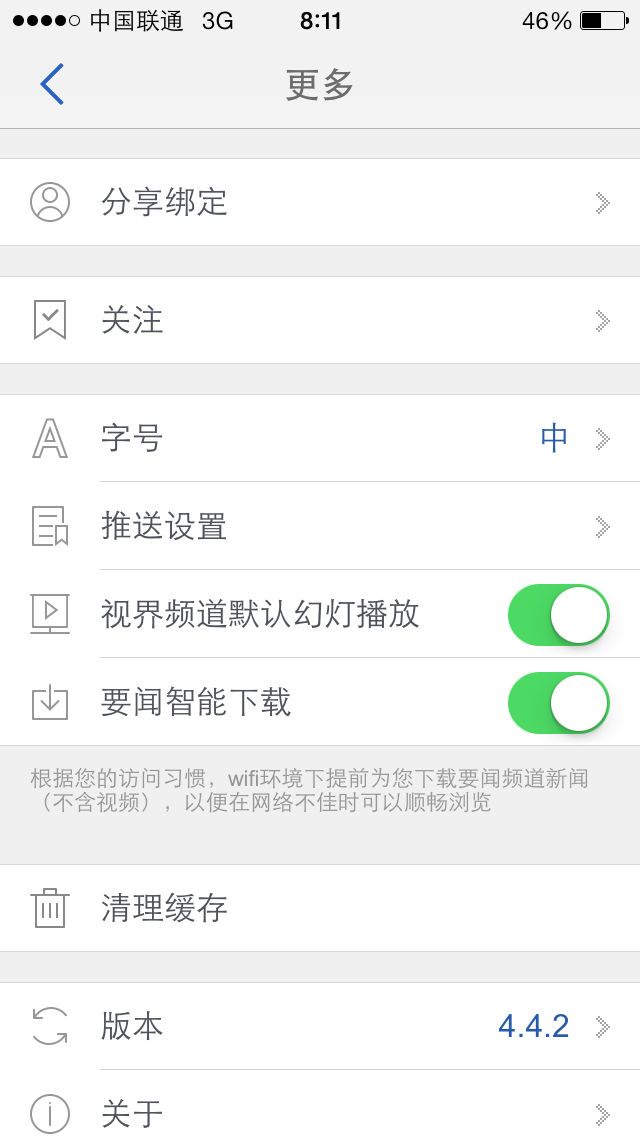 中国联通 3G 8:11 46%
更多
分享绑定
关注
字号 中
推送设置
视界频道默认幻灯播放
要闻智能下载
根据您的访问习惯，wifi环境下提前为您下载要闻频道新闻
（不含视频），以便在网络不佳时可以顺畅浏览
清理缓存
版本 4.4.2
关于